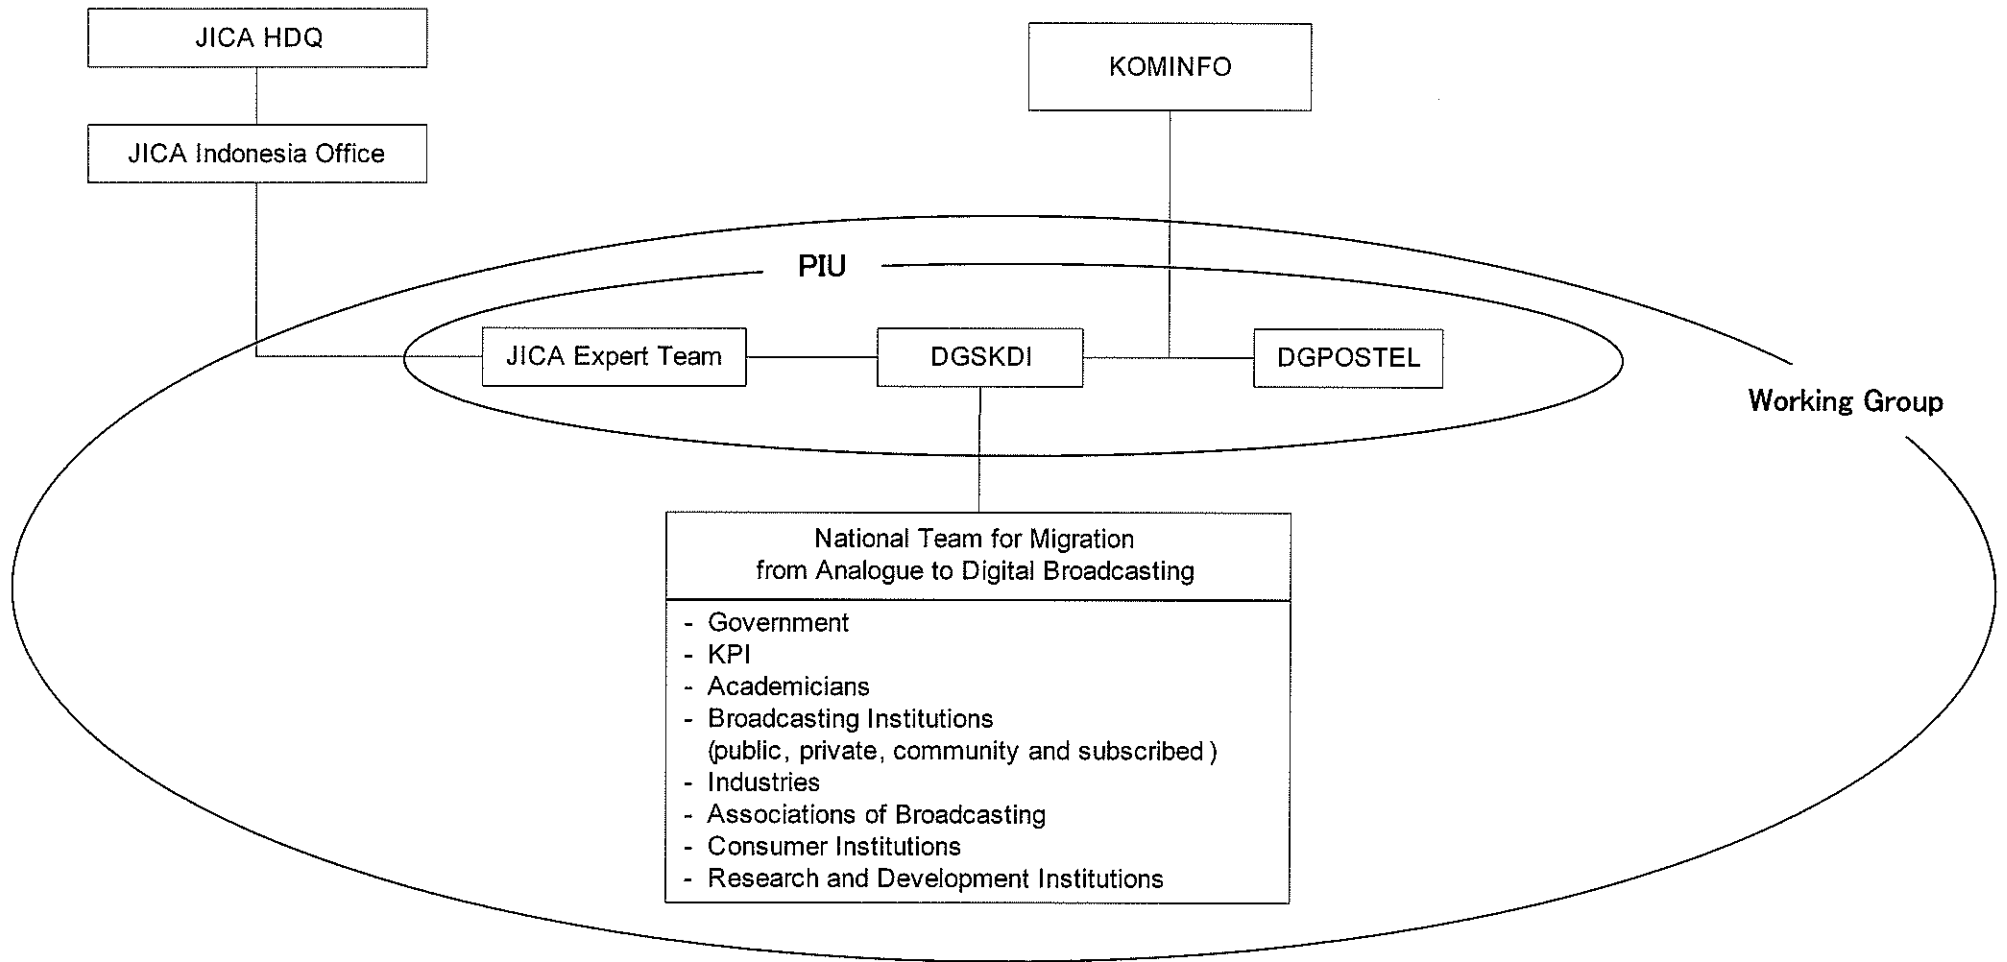 JICA HDQ
KOMINFO
JICA Indonesia Office
PIU
JICA Expert Team
DGSKDI
DGPOSTEL
Working Group
National Team for Migration
from Analogue to Digital Broadcasting
- Government
- KPI
- Academicians
- Broadcasting Institutions
(public, private, community and subscribed )
- Industries
- Associations of Broadcasting
- Consumer Institutions
- Research and Development Institutions